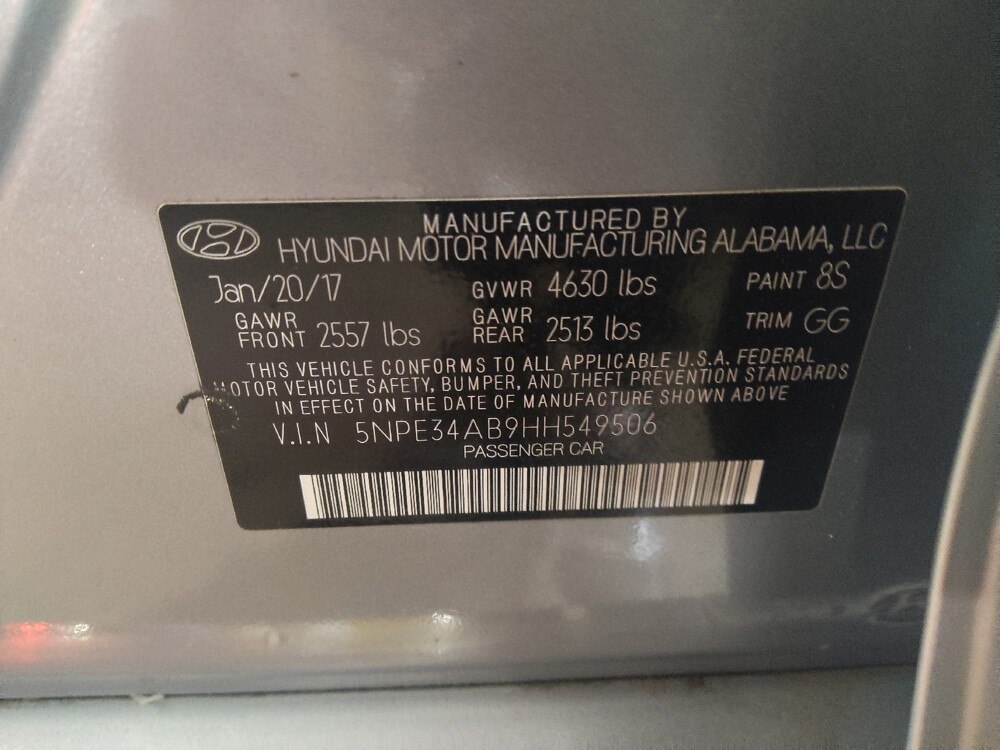 MANUFACTURED BY
HYUNDAI MOTOR MANUFACTURING ALABAMA, LLC
Jan/20/17 GVWR 4630 lbs PAINT 8S
GAWR FRONT 2557 lbs GAWR REAR 2513 lbs TRIM GG
THIS VEHICLE CONFORMS TO ALL APPLICABLE U.S.A. FEDERAL
MOTOR VEHICLE SAFETY, BUMPER, AND THEFT PREVENTION STANDARDS
IN EFFECT ON THE DATE OF MANUFACTURE SHOWN ABOVE
V.I.N 5NPE34AB9HH549506
PASSENGER CAR